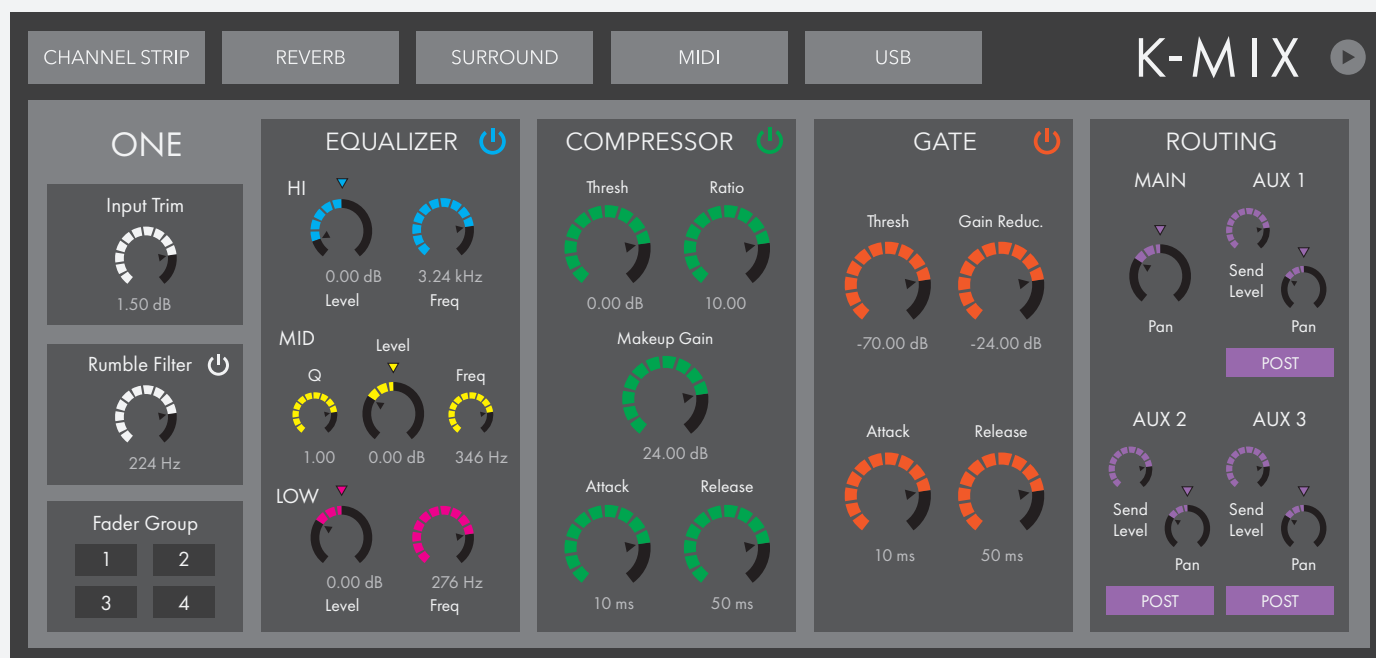 CHANNEL STRIP
REVERB
SURROUND
MIDI
USB
K-MIX
ONE
Input Trim
1.50 dB
Rumble Filter
224 Hz
Fader Group
1 2
3 4
EQUALIZER
HI
0.00 dB 3.24 kHz
Level Freq
MID
Level
Q Freq
1.00 0.00 dB 346 Hz
LOW
0.00 dB 276 Hz
Level Freq
COMPRESSOR
Thresh Ratio
0.00 dB 10.00
Makeup Gain
24.00 dB
Attack Release
10 ms 50 ms
GATE
Thresh Gain Reduc.
-70.00 dB -24.00 dB
Attack Release
10 ms 50 ms
ROUTING
MAIN
Pan
AUX 1
Send
Level
Pan
POST
AUX 2
Send
Level
Pan
POST
AUX 3
Send
Level
Pan
POST